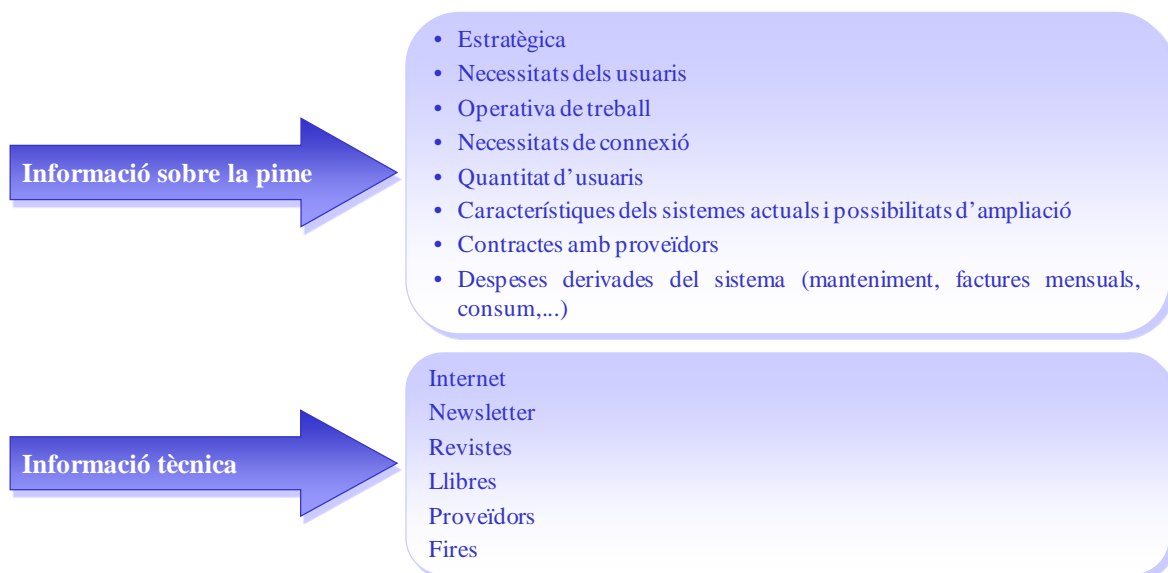 Informació sobre la pime
• Estratègica
• Necessitats dels usuaris
• Operativa de treball
• Necessitats de connexió
• Quantitat d’usuaris
• Característiques dels sistemes actuals i possibilitats d’ampliació
• Contractes amb proveïdors
• Despeses derivades del sistema (manteniment, factures mensuals,
consum,...)
Informació tècnica
Internet
Newsletter
Revistes
Llibres
Proveïdors
Fires